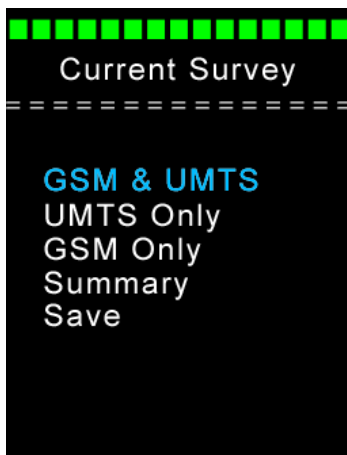 Current Survey
================
GSM & UMTS
UMTS Only
GSM Only
Summary
Save